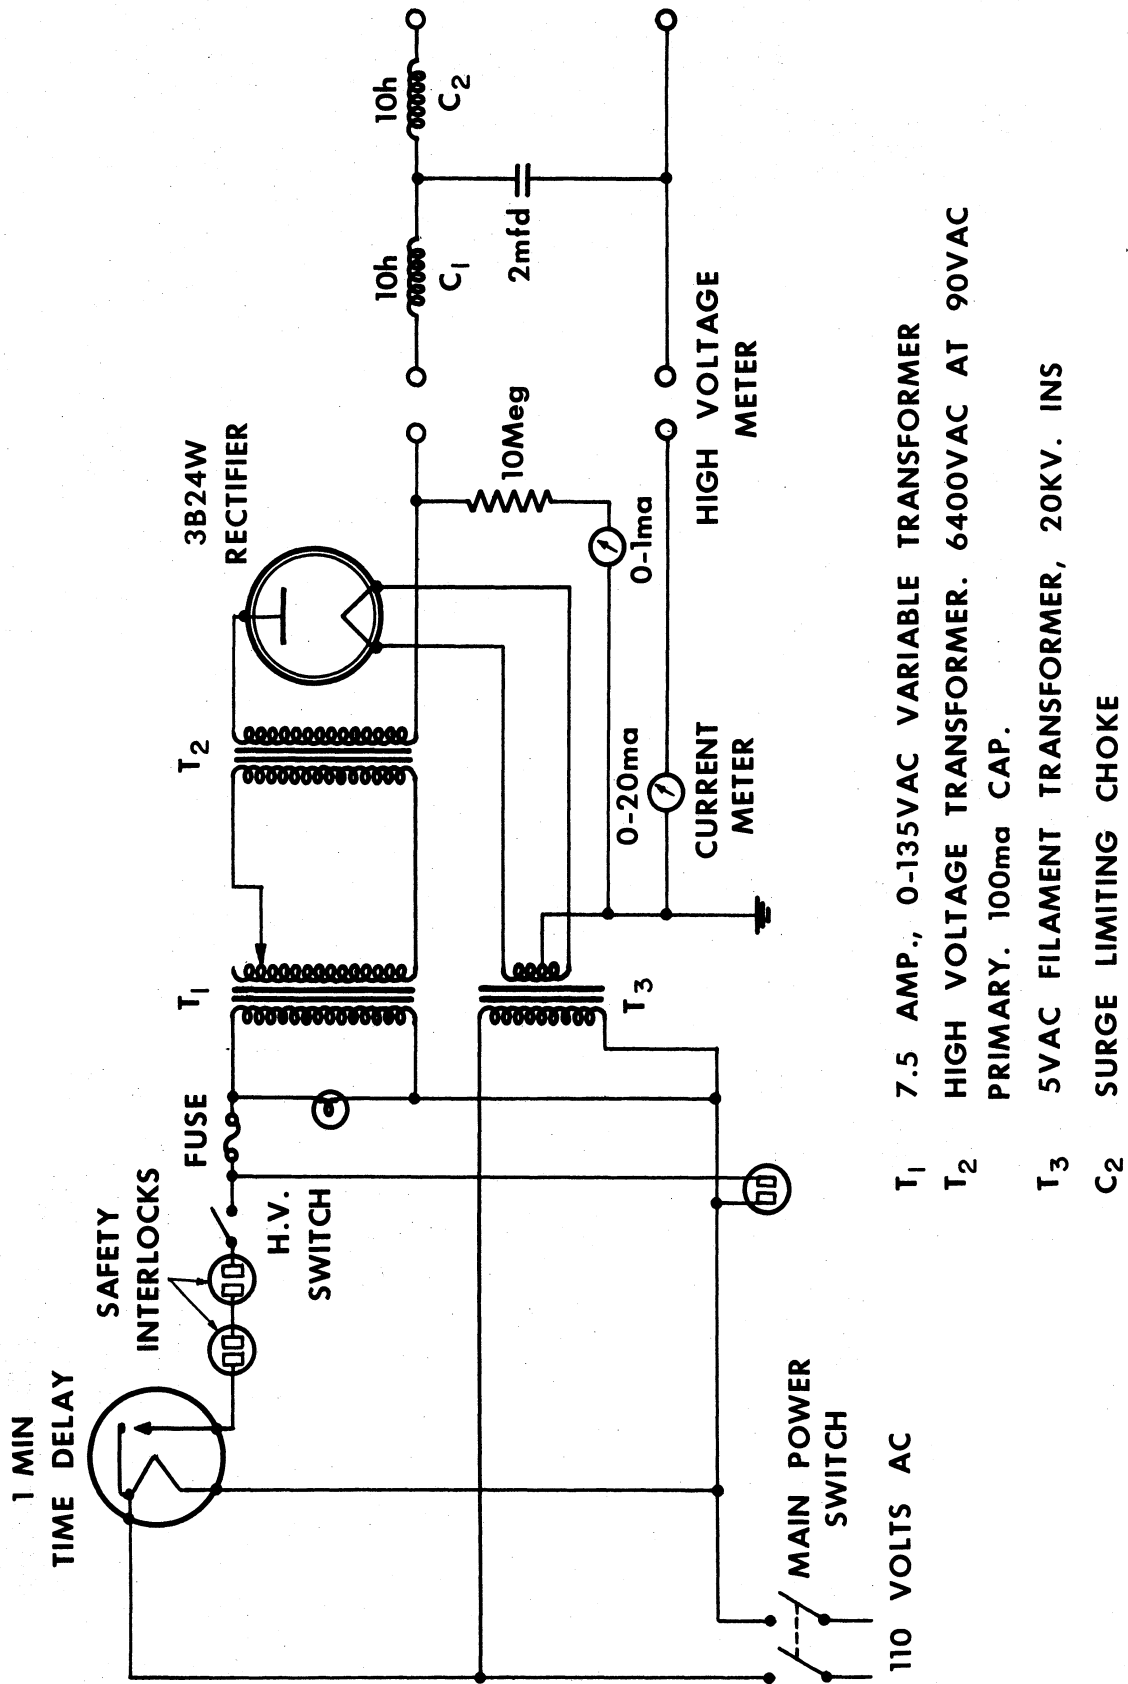 1 MIN
TIME DELAY
SAFETY
INTERLOCKS
H.V.
SWITCH
FUSE
T1
T2
3B24W
RECTIFIER
10h
C1
10h
C2
2mfd
10Meg
0-1ma
HIGH VOLTAGE
METER
0-20ma
CURRENT
METER
T3
MAIN POWER
SWITCH
110 VOLTS AC
T1 7.5 AMP., 0-135VAC VARIABLE TRANSFORMER
T2 HIGH VOLTAGE TRANSFORMER. 6400VAC AT 90VAC
PRIMARY. 100ma CAP.
T3 5VAC FILAMENT TRANSFORMER, 20KV. INS
C2 SURGE LIMITING CHOKE